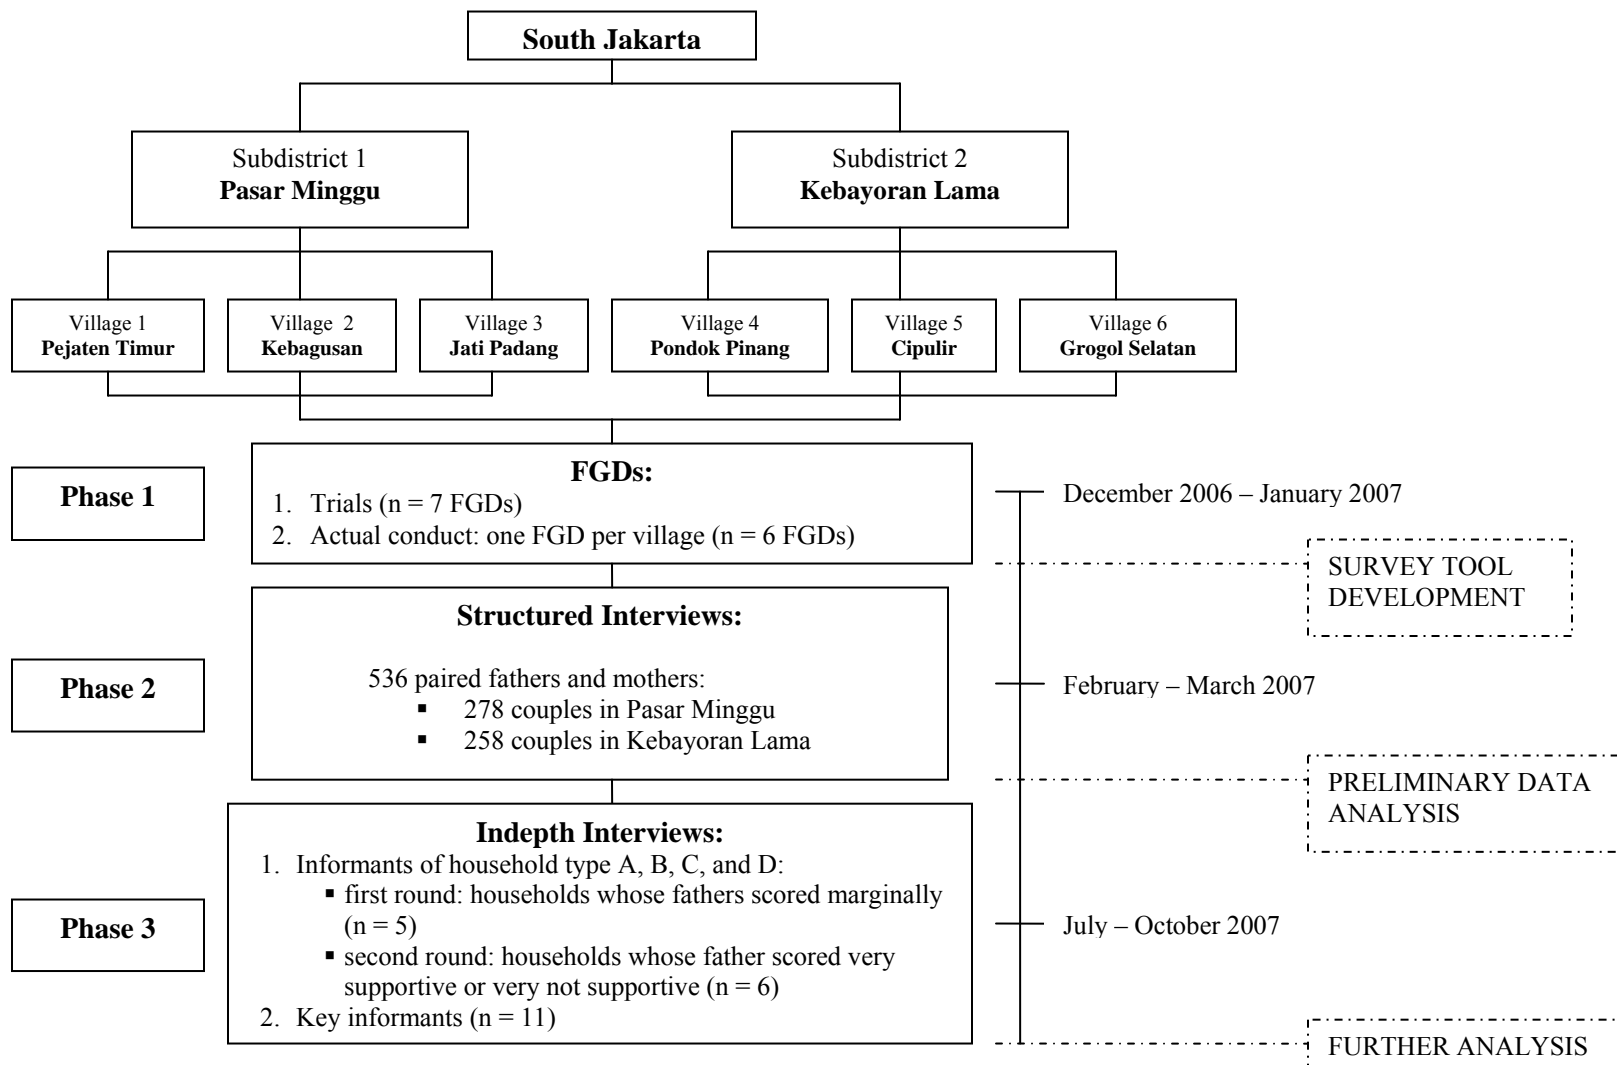 South Jakarta
Subdistrict 1
Pasar Minggu
Subdistrict 2
Kebayoran Lama
Village 1
Pejaten Timur
Village 2
Kebagusan
Village 3
Jati Padang
Village 4
Pondok Pinang
Village 5
Cipulir
Village 6
Grogol Selatan
Phase 1
FGDs:
1. Trials (n = 7 FGDs)
2. Actual conduct: one FGD per village (n = 6 FGDs)
December 2006 – January 2007
SURVEY TOOL
DEVELOPMENT
Phase 2
Structured Interviews:
536 paired fathers and mothers:
▪ 278 couples in Pasar Minggu
▪ 258 couples in Kebayoran Lama
February – March 2007
PRELIMINARY DATA
ANALYSIS
Phase 3
Indepth Interviews:
1. Informants of household type A, B, C, and D:
▪ first round: households whose fathers scored marginally
(n = 5)
▪ second round: households whose father scored very
supportive or very not supportive (n = 6)
2. Key informants (n = 11)
July – October 2007
FURTHER ANALYSIS